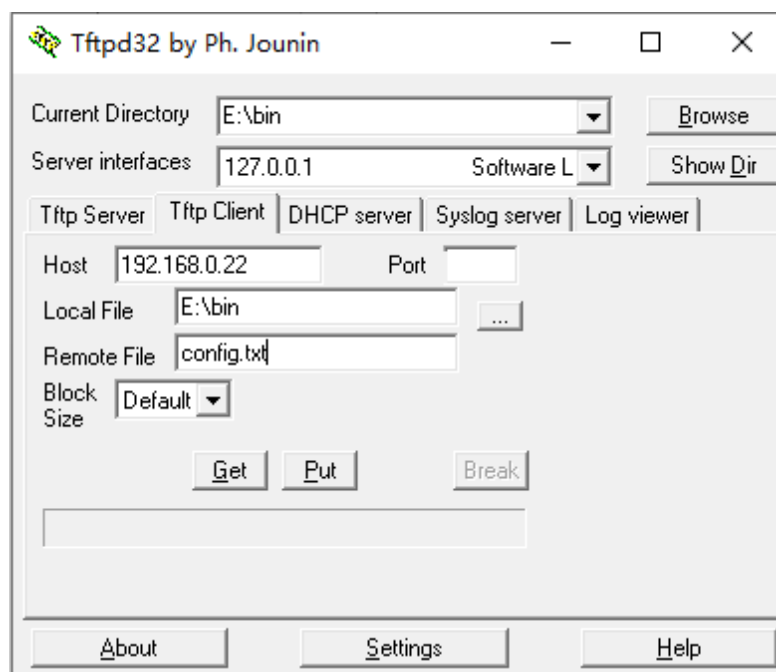 Tftpd32 by Ph. Jounin
Current Directory E:\bin Browse
Server interfaces 127.0.0.1 Software L Show Dir
Tftp Server Tftp Client DHCP server Syslog server Log viewer
Host 192.168.0.22 Port
Local File E:\bin ...
Remote File config.txt
Block
Size Default
Get Put Break
About Settings Help